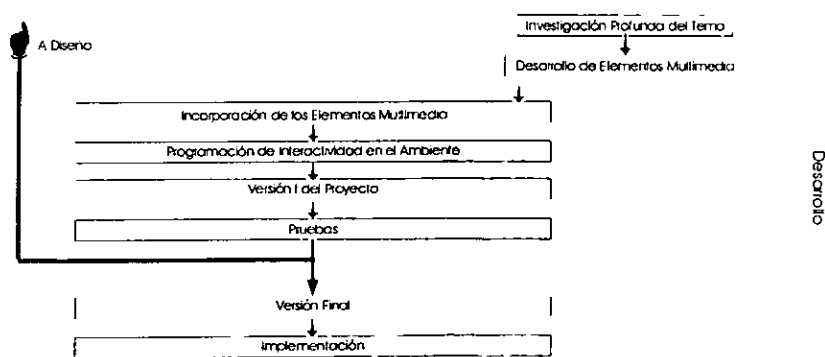 Investigación Profunda del Tema
A Diseño
Desarrollo de Elementos Multimedia
Incorporación de los Elementos Multimedia
Programación de Interactividad en el Ambiente
Versión I del Proyecto
Pruebas
Versión Final
Implementación
Desarrollo